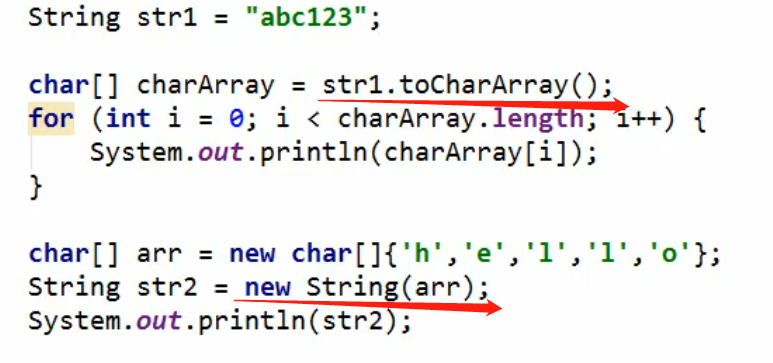 String str1 = "abc123";
char[] charArray = str1.toCharArray();
for (int i = 0; i < charArray.length; i++) {
    System.out.println(charArray[i]);
}
char[] arr = new char[]{'h','e','l','l','o'};
String str2 = new String(arr);
System.out.println(str2);